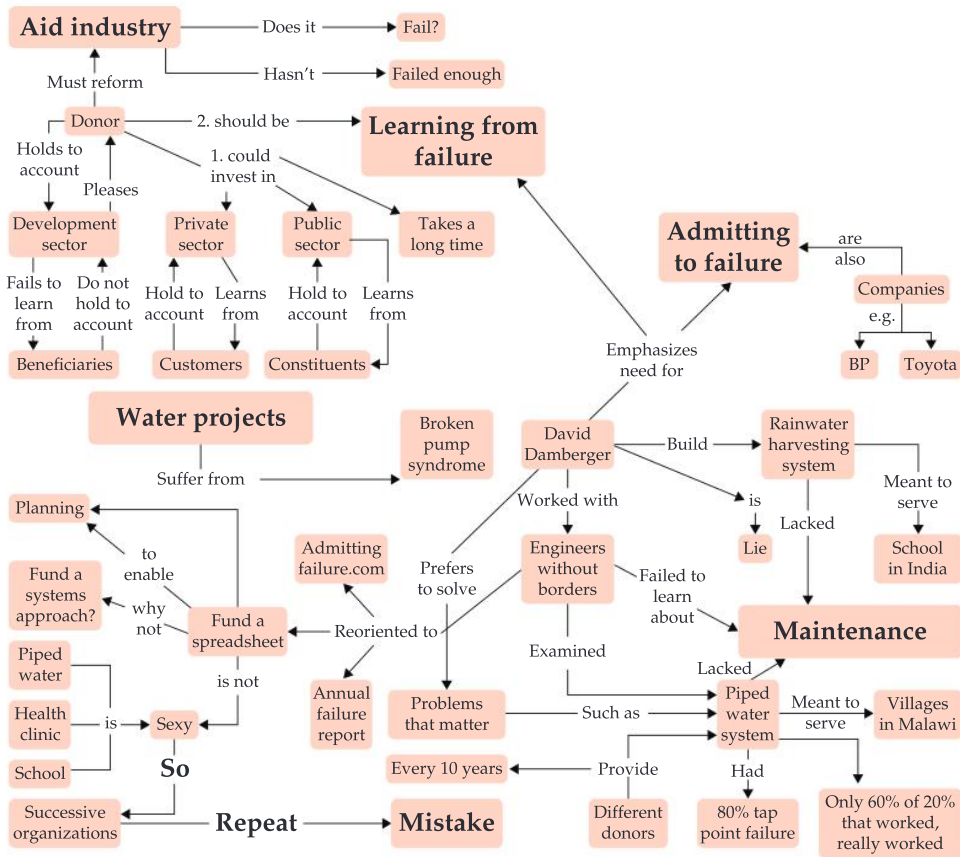 Aid industry
Does it
Fail?
Hasn't
Failed enough
Must reform
Donor
2. should be
Learning from
failure
Holds to
account
Pleases
1. could
invest in
Development
sector
Private
sector
Public
sector
Takes a
long time
Admitting
to failure
are
also
Companies
e.g.
BP
Toyota
Fails to
learn
from
Do not
hold to
account
Hold to
account
Learns
from
Hold to
account
Learns
from
Beneficiaries
Customers
Constituents
Emphasizes
need for
Water projects
Suffer from
Broken
pump
syndrome
David
Damberger
Build
Rainwater
harvesting
system
Meant to
serve
School
in India
is
Lie
Lacked
Worked with
Prefers
to solve
Engineers
without
borders
Failed to
learn
about
Maintenance
Planning
to
enable
Fund a
systems
approach?
why
not
Fund a
spreadsheet
Reoriented to
Admitting
failure.com
Annual
failure
report
is not
Examined
Lacked
Piped
water
Health
clinic
School
is
Sexy
So
Problems
that matter
Such as
Piped
water
system
Meant to
serve
Villages
in Malawi
Every 10 years
Provide
Different
donors
Had
80% tap
point failure
Only 60% of 20%
that worked,
really worked
Successive
organizations
Repeat
Mistake